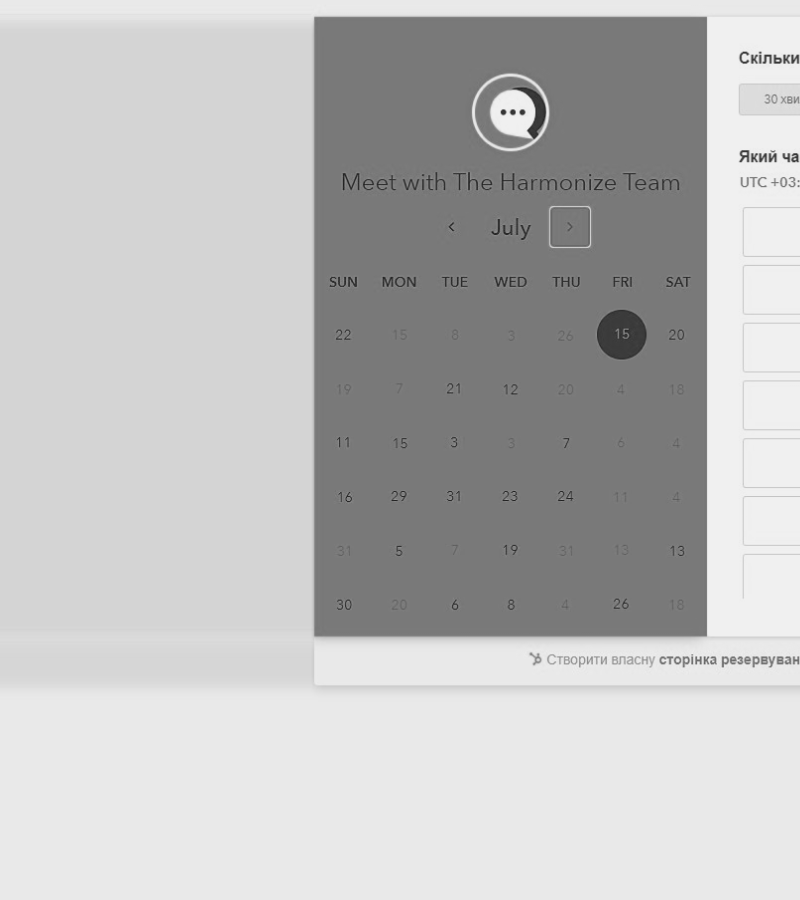 Meet with The Harmonize Team
July
SUN MON TUE WED THU FRI SAT
22 15 8 3 26 15 20
19 7 21 12 20 4 18
11 15 3 3 7 6 4
16 29 31 23 24 11 4
31 5 7 19 31 13 13
30 20 6 8 4 26 18
Скільки
30 хви
Який ча
UTC +03:
Створити власну сторінка резервуван